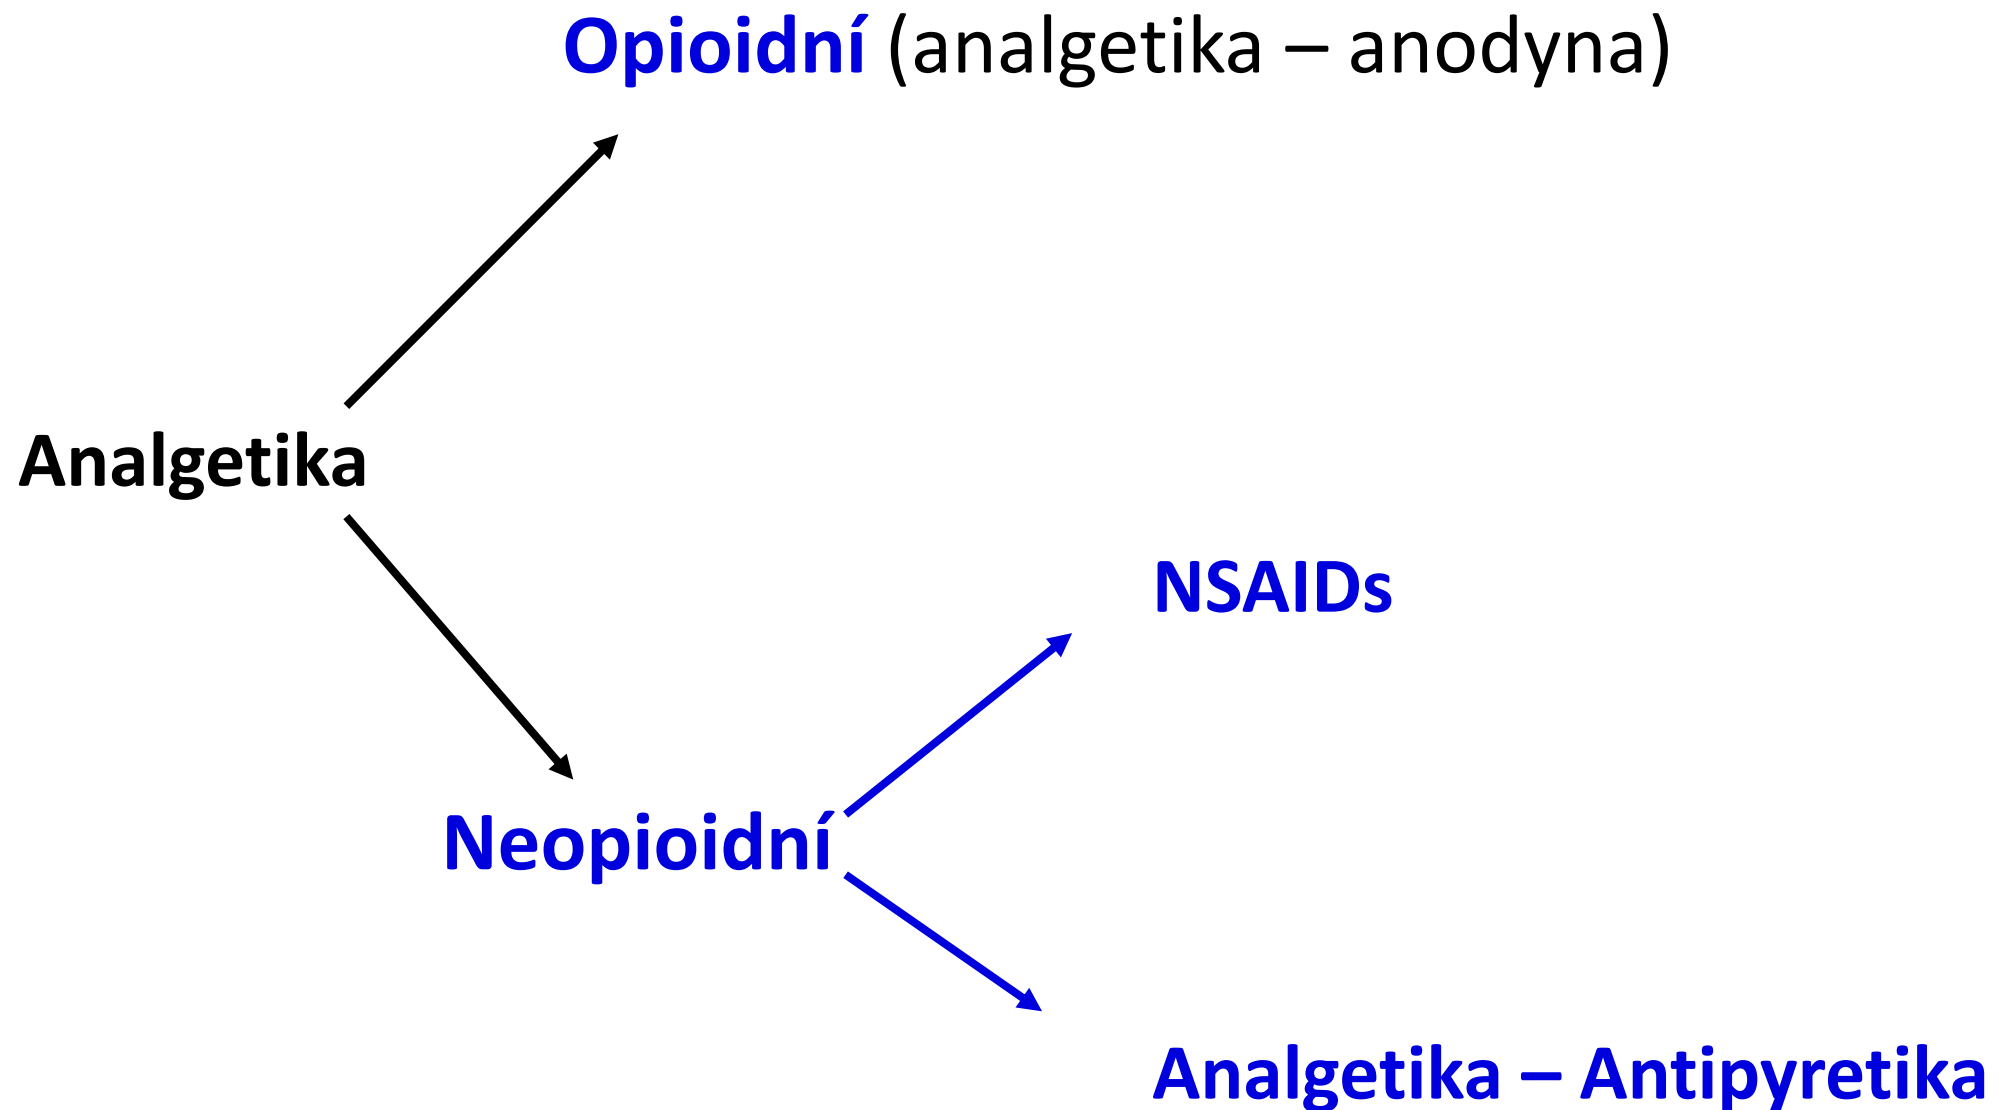 Opioidní (analgetika – anodyna)
Analgetika
NSAIDs
Neopioidní
Analgetika – Antipyretika